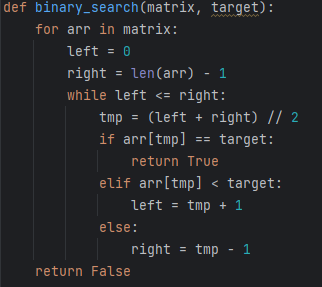 def binary_search(matrix, target):
    for arr in matrix:
        left = 0
        right = len(arr) - 1
        while left <= right:
            tmp = (left + right) // 2
            if arr[tmp] == target:
                return True
            elif arr[tmp] < target:
                left = tmp + 1
            else:
                right = tmp - 1
    return False